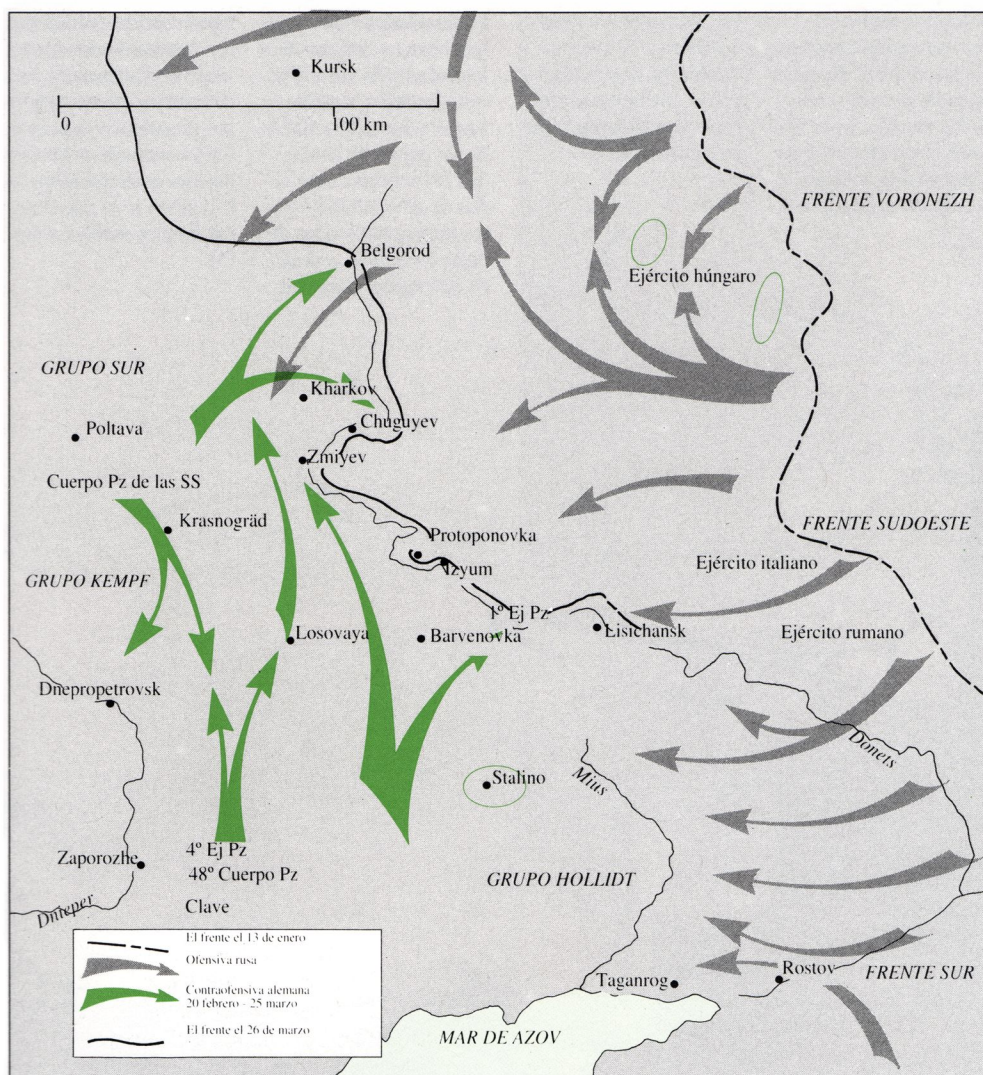 Kursk
0
100 km
FRENTE VORONEZH
Belgorod
Ejército húngaro
GRUPO SUR
Kharkov
Poltava
Chuguyev
Zmiyev
Cuerpo Pz de las SS
Krasnogräd
FRENTE SUDOESTE
Protoponovka
Izyum
Ejército italiano
GRUPO KEMPF
1º Ej Pz
Losovaya
Barvenovka
Lisichansk
Ejército rumano
Dnepropetrovsk
Donets
Stalino
Mius
Zaporozhe
4º Ej Pz
48º Cuerpo Pz
GRUPO HOLLIDT
Dnieper
Clave
El frente el 13 de enero
Ofensiva rusa
Contraofensiva alemana
20 febrero - 25 marzo
El frente el 26 de marzo
Taganrog
Rostov
FRENTE SUR
MAR DE AZOV